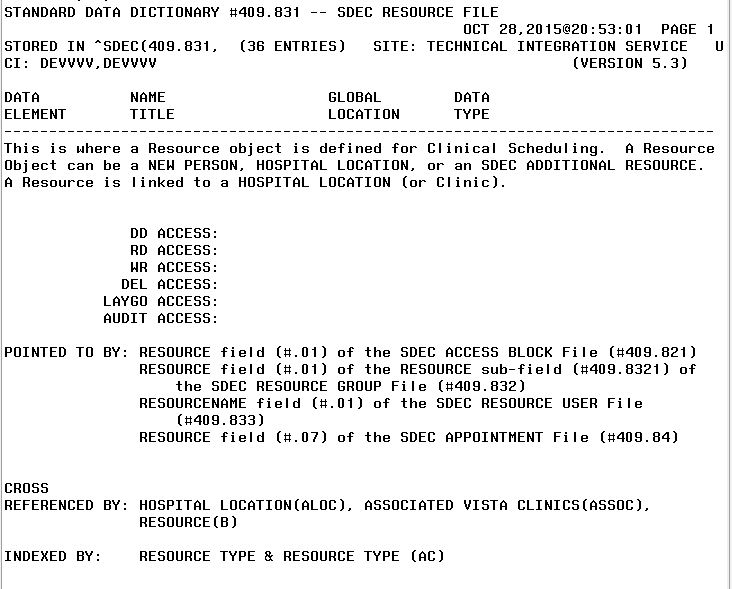 STANDARD DATA DICTIONARY #409.831 -- SDEC RESOURCE FILE
OCT 28,2015@20:53:01 PAGE 1
STORED IN ^SDEC(409.831, (36 ENTRIES) SITE: TECHNICAL INTEGRATION SERVICE U
CI: DEVVVV,DEVVVV (VERSION 5.3)
DATA NAME GLOBAL DATA
ELEMENT TITLE LOCATION TYPE
-------------------------------------------------------------------------------
This is where a Resource object is defined for Clinical Scheduling. A Resource
Object can be a NEW PERSON, HOSPITAL LOCATION, or an SDEC ADDITIONAL RESOURCE.
A Resource is linked to a HOSPITAL LOCATION (or Clinic).
DD ACCESS:
RD ACCESS:
WR ACCESS:
DEL ACCESS:
LAYGO ACCESS:
AUDIT ACCESS:
POINTED TO BY: RESOURCE field (#.01) of the SDEC ACCESS BLOCK File (#409.821)
RESOURCE field (#.01) of the RESOURCE sub-field (#409.8321) of
the SDEC RESOURCE GROUP File (#409.832)
RESOURCENAME field (#.01) of the SDEC RESOURCE USER File
(#409.833)
RESOURCE field (#.07) of the SDEC APPOINTMENT File (#409.84)
CROSS
REFERENCED BY: HOSPITAL LOCATION(ALOC), ASSOCIATED VISTA CLINICS(ASSOC),
RESOURCE(B)
INDEXED BY: RESOURCE TYPE & RESOURCE TYPE (AC)